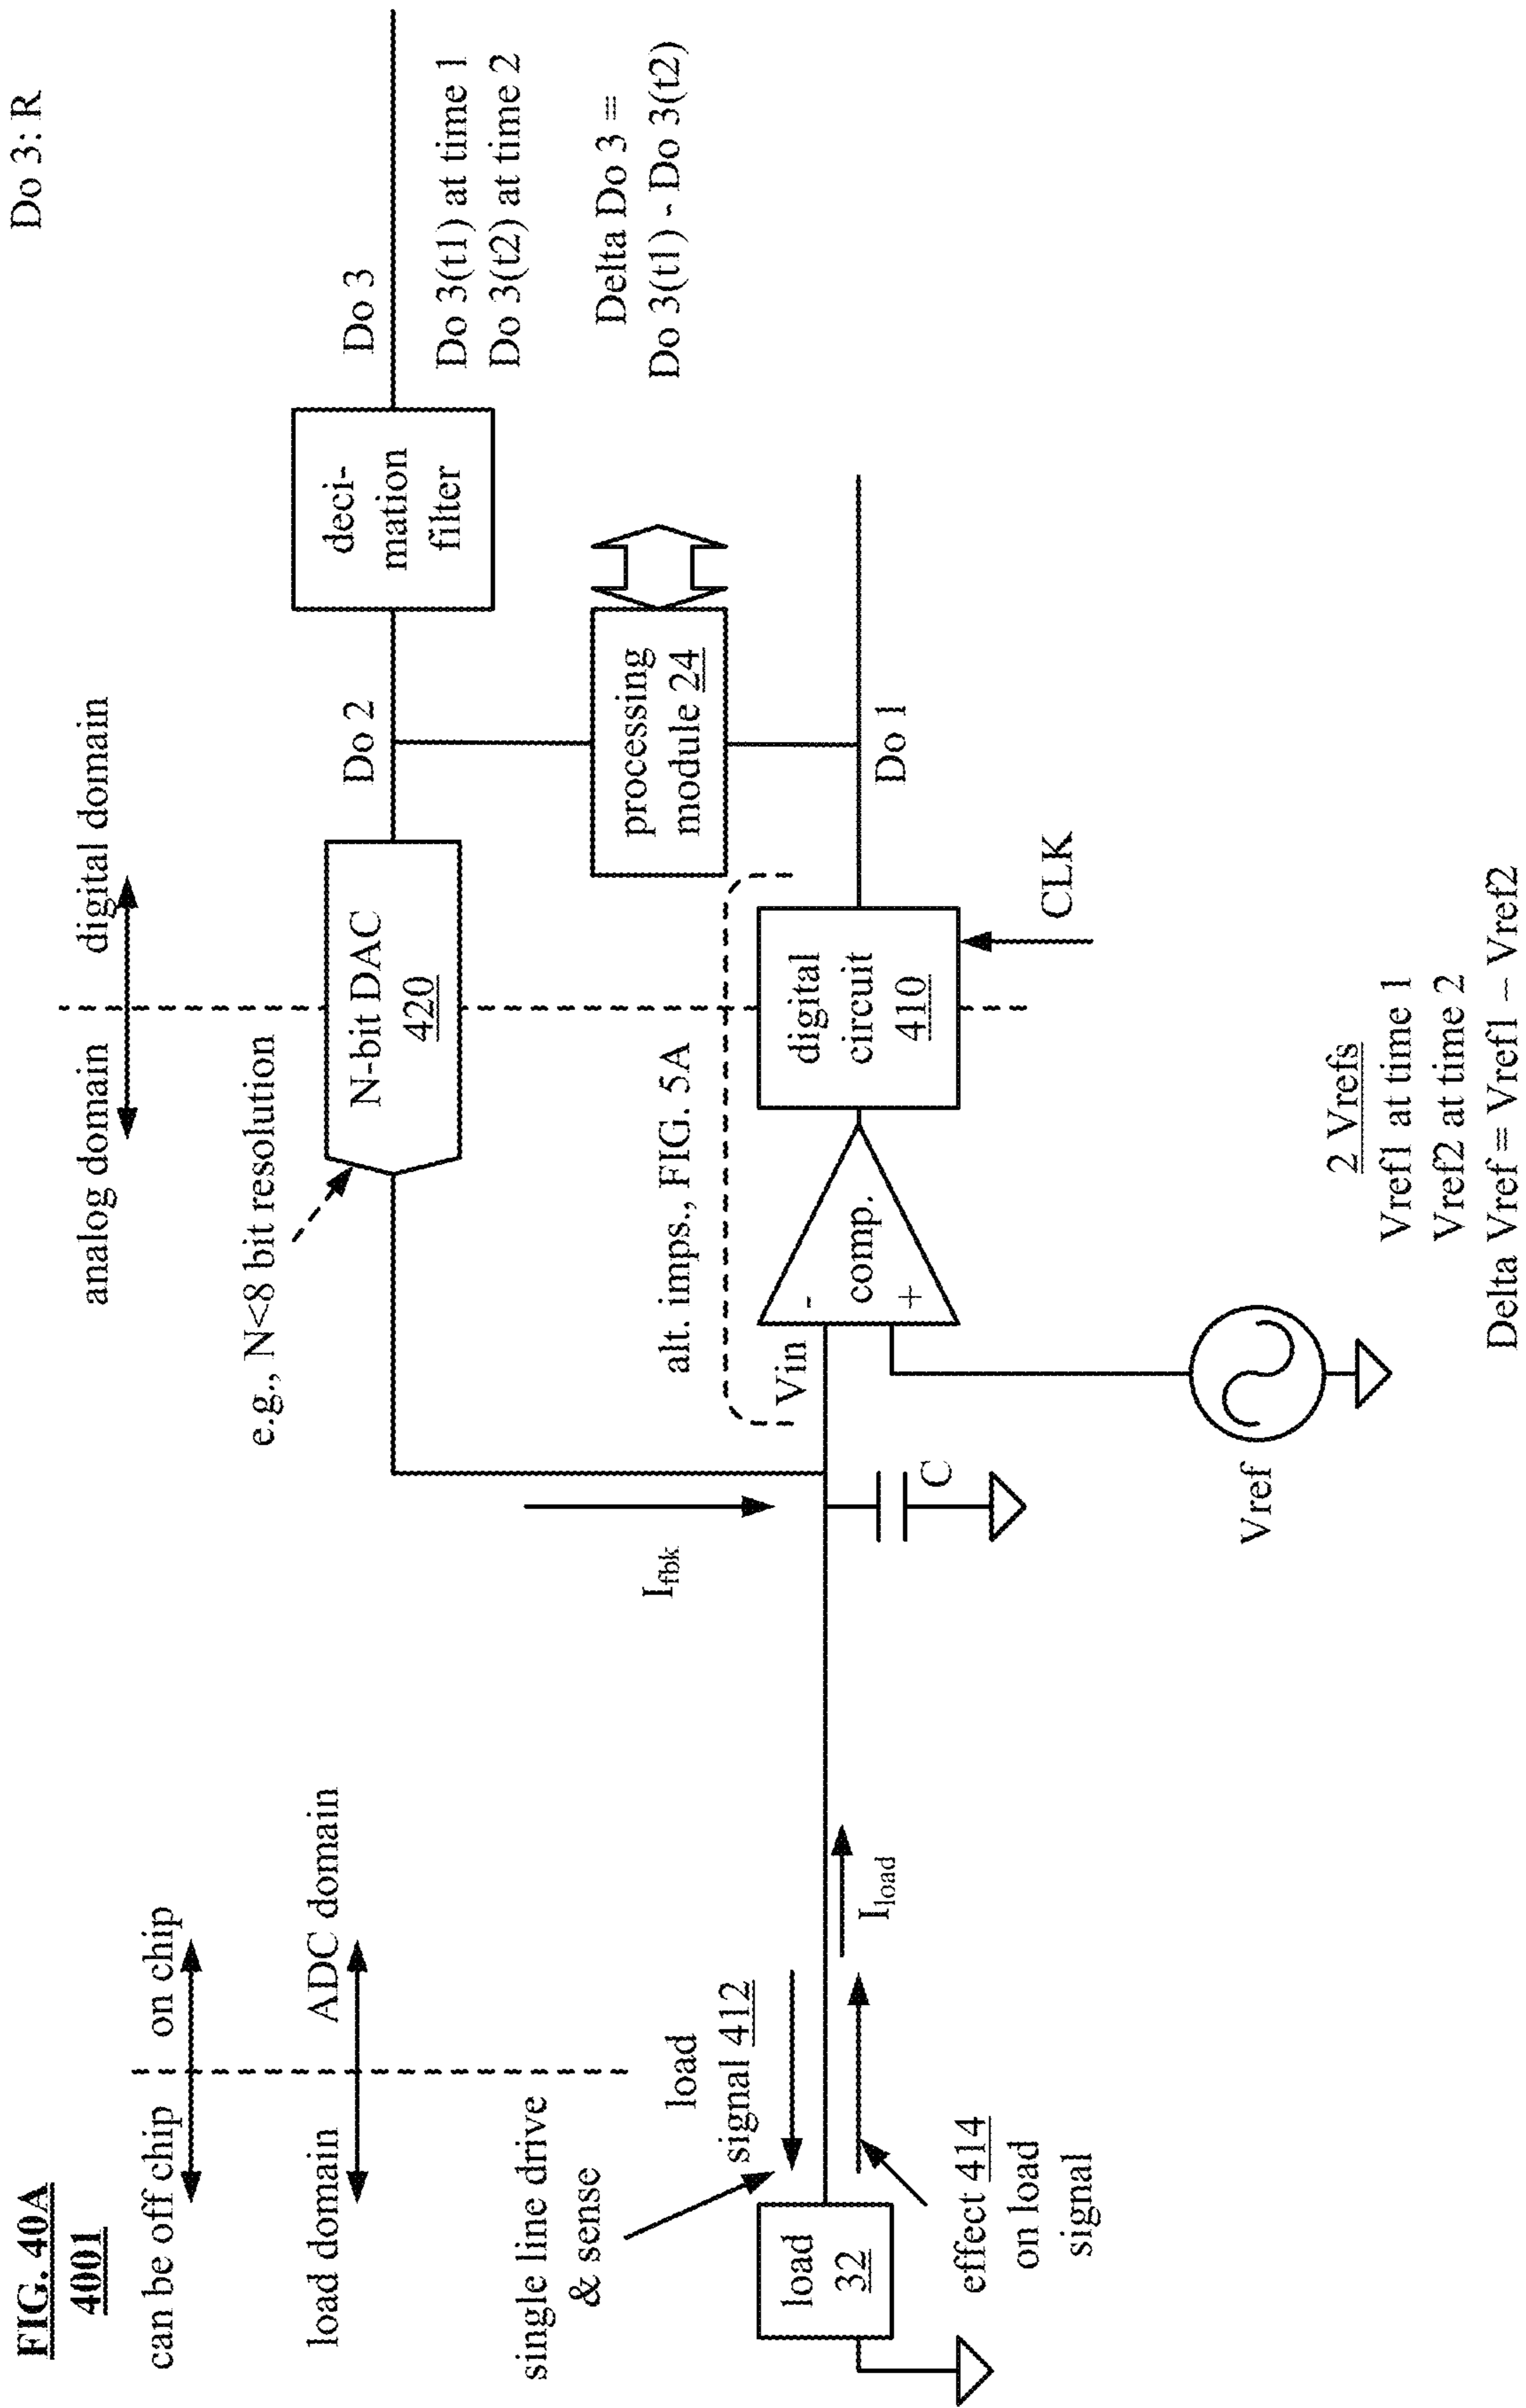 FIG. 40A
4001
can be off chip
on chip
load domain
ADC domain
single line drive
& sense
load
signal 412
load
32
effect 414
on load
signal
Iload
Ifbk
analog domain
digital domain
e.g., N<8 bit resolution
N-bit DAC
420
alt. imps., FIG. 5A
Vin
-
comp.
+
C
Vref
digital
circuit
410
CLK
Do 1
processing
module 24
Do 2
deci-
mation
filter
Do 3
Do 3: R
Do 3(t1) at time 1
Do 3(t2) at time 2
Delta Do 3 =
Do 3(t1) - Do 3(t2)
2 Vrefs
Vref1 at time 1
Vref2 at time 2
Delta Vref = Vref1 – Vref2